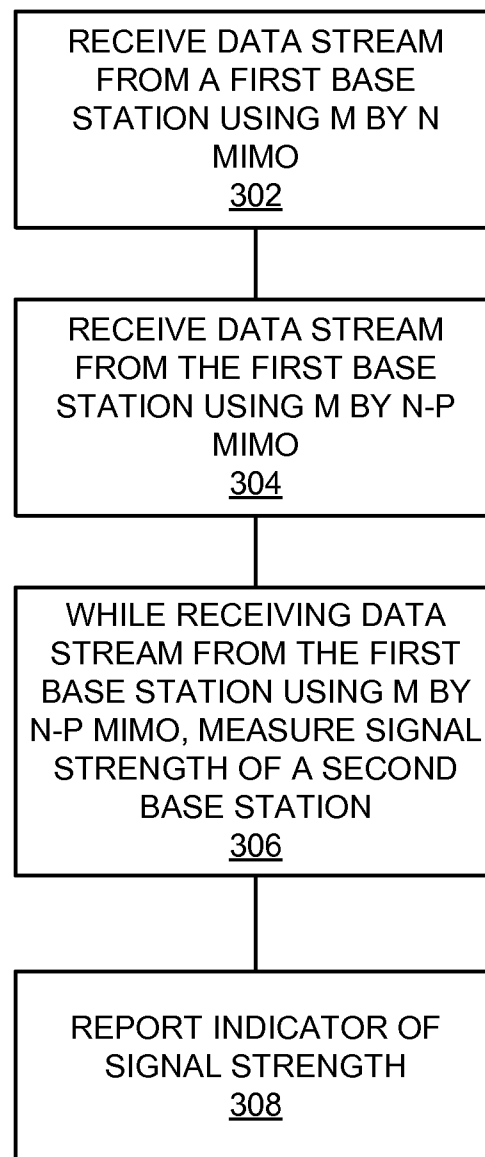 RECEIVE DATA STREAM
FROM A FIRST BASE
STATION USING M BY N
MIMO
302
RECEIVE DATA STREAM
FROM THE FIRST BASE
STATION USING M BY N-P
MIMO
304
WHILE RECEIVING DATA
STREAM FROM THE FIRST
BASE STATION USING M BY
N-P MIMO, MEASURE SIGNAL
STRENGTH OF A SECOND
BASE STATION
306
REPORT INDICATOR OF
SIGNAL STRENGTH
308